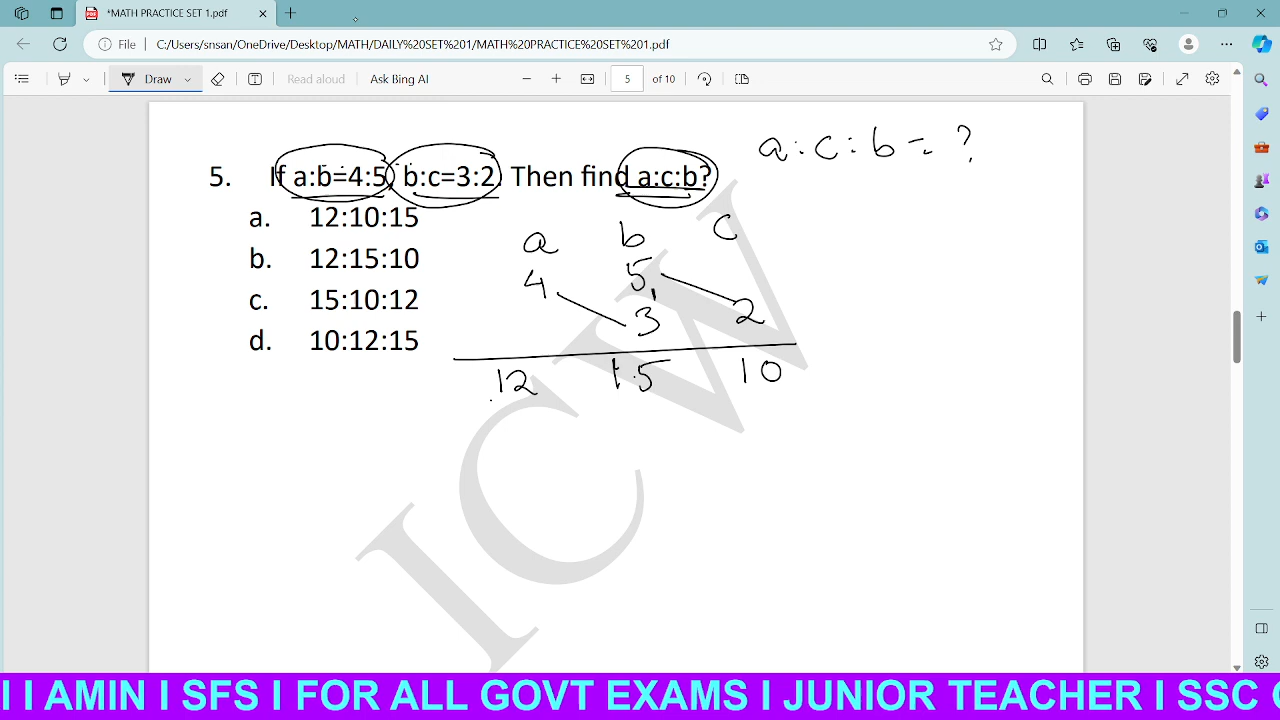 *MATH PRACTICE SET 1.pdf
File C:/Users/snsan/OneDrive/Desktop/MATH/DAILY%20SET%201/MATH%20PRACTICE%20SET%201.pdf
Draw Read aloud Ask Bing AI 5 of 10
a:c:b = ?
5. If a:b=4:5, b:c=3:2. Then find a:c:b?
a. 12:10:15
b. 12:15:10
c. 15:10:12
d. 10:12:15
a b c
4 5
3 2
12 15 10
ICW
I I AMIN I SFS I FOR ALL GOVT EXAMS I JUNIOR TEACHER I SSC